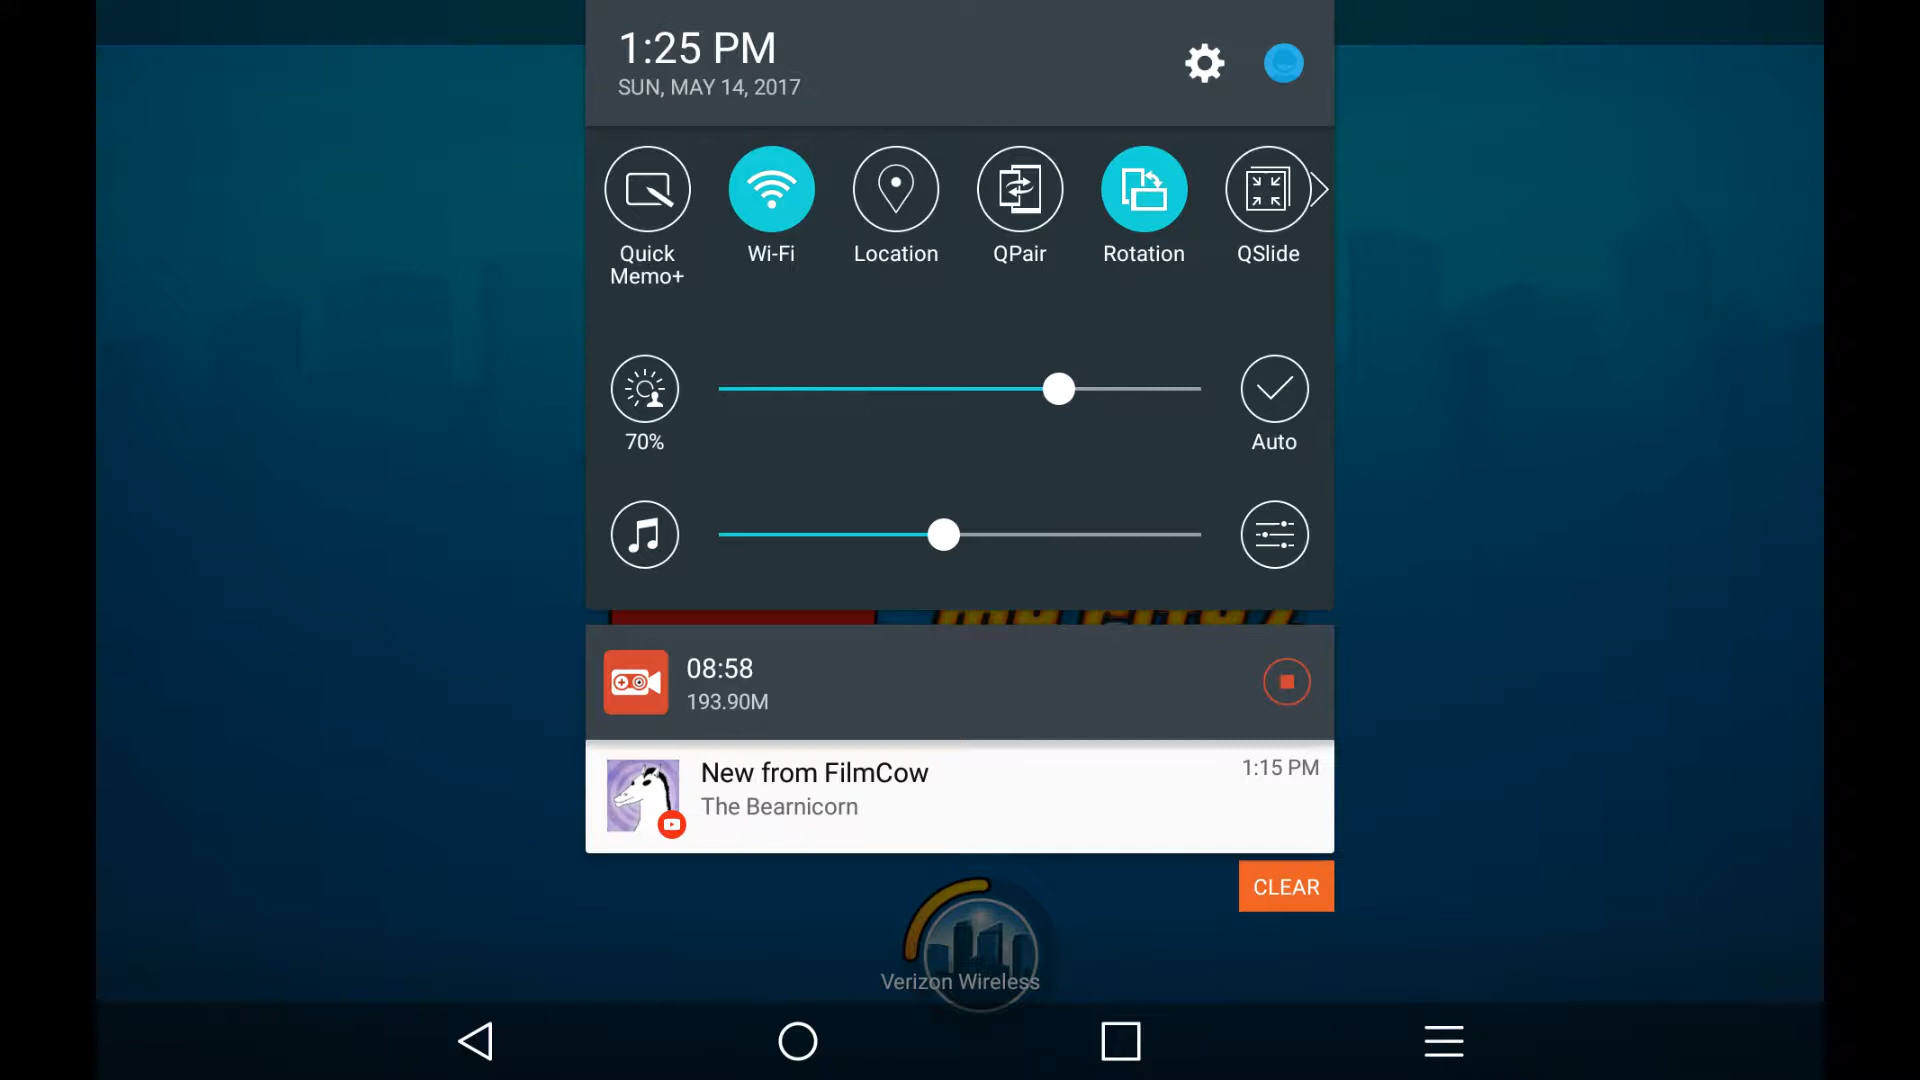 1:25 PM
SUN, MAY 14, 2017
Quick
Memo+
Wi-Fi
Location
QPair
Rotation
QSlide
70%
Auto
08:58
193.90M
New from FilmCow
1:15 PM
The Bearnicorn
CLEAR
Verizon Wireless